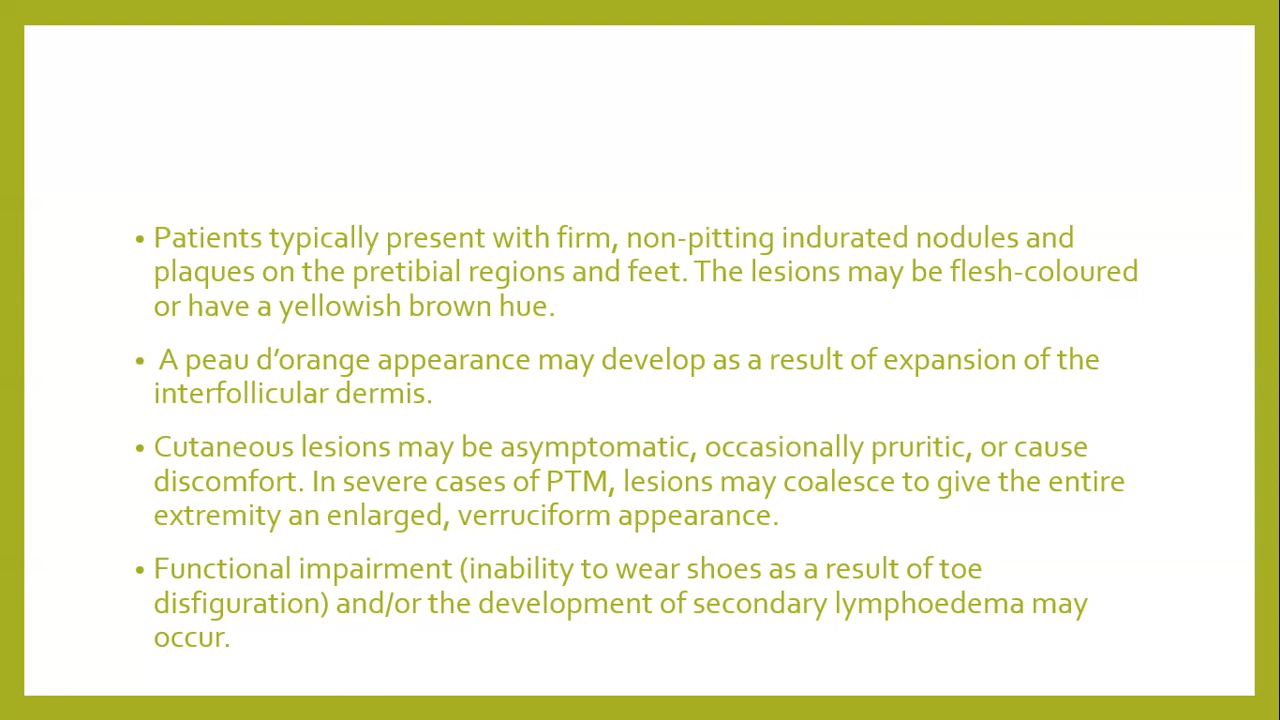 • Patients typically present with firm, non-pitting indurated nodules and
plaques on the pretibial regions and feet. The lesions may be flesh-coloured
or have a yellowish brown hue.
• A peau d’orange appearance may develop as a result of expansion of the
interfollicular dermis.
• Cutaneous lesions may be asymptomatic, occasionally pruritic, or cause
discomfort. In severe cases of PTM, lesions may coalesce to give the entire
extremity an enlarged, verruciform appearance.
• Functional impairment (inability to wear shoes as a result of toe
disfiguration) and/or the development of secondary lymphoedema may
occur.